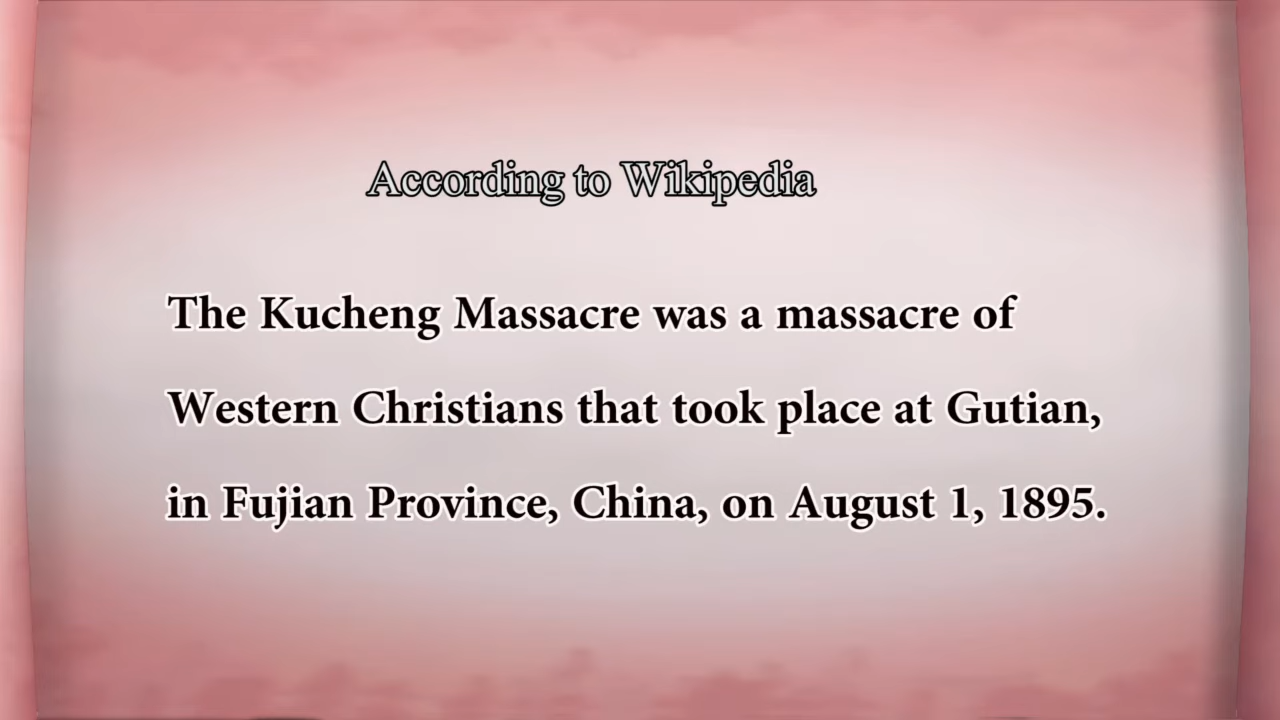 According to Wikipedia
The Kucheng Massacre was a massacre of
Western Christians that took place at Gutian,
in Fujian Province, China, on August 1, 1895.